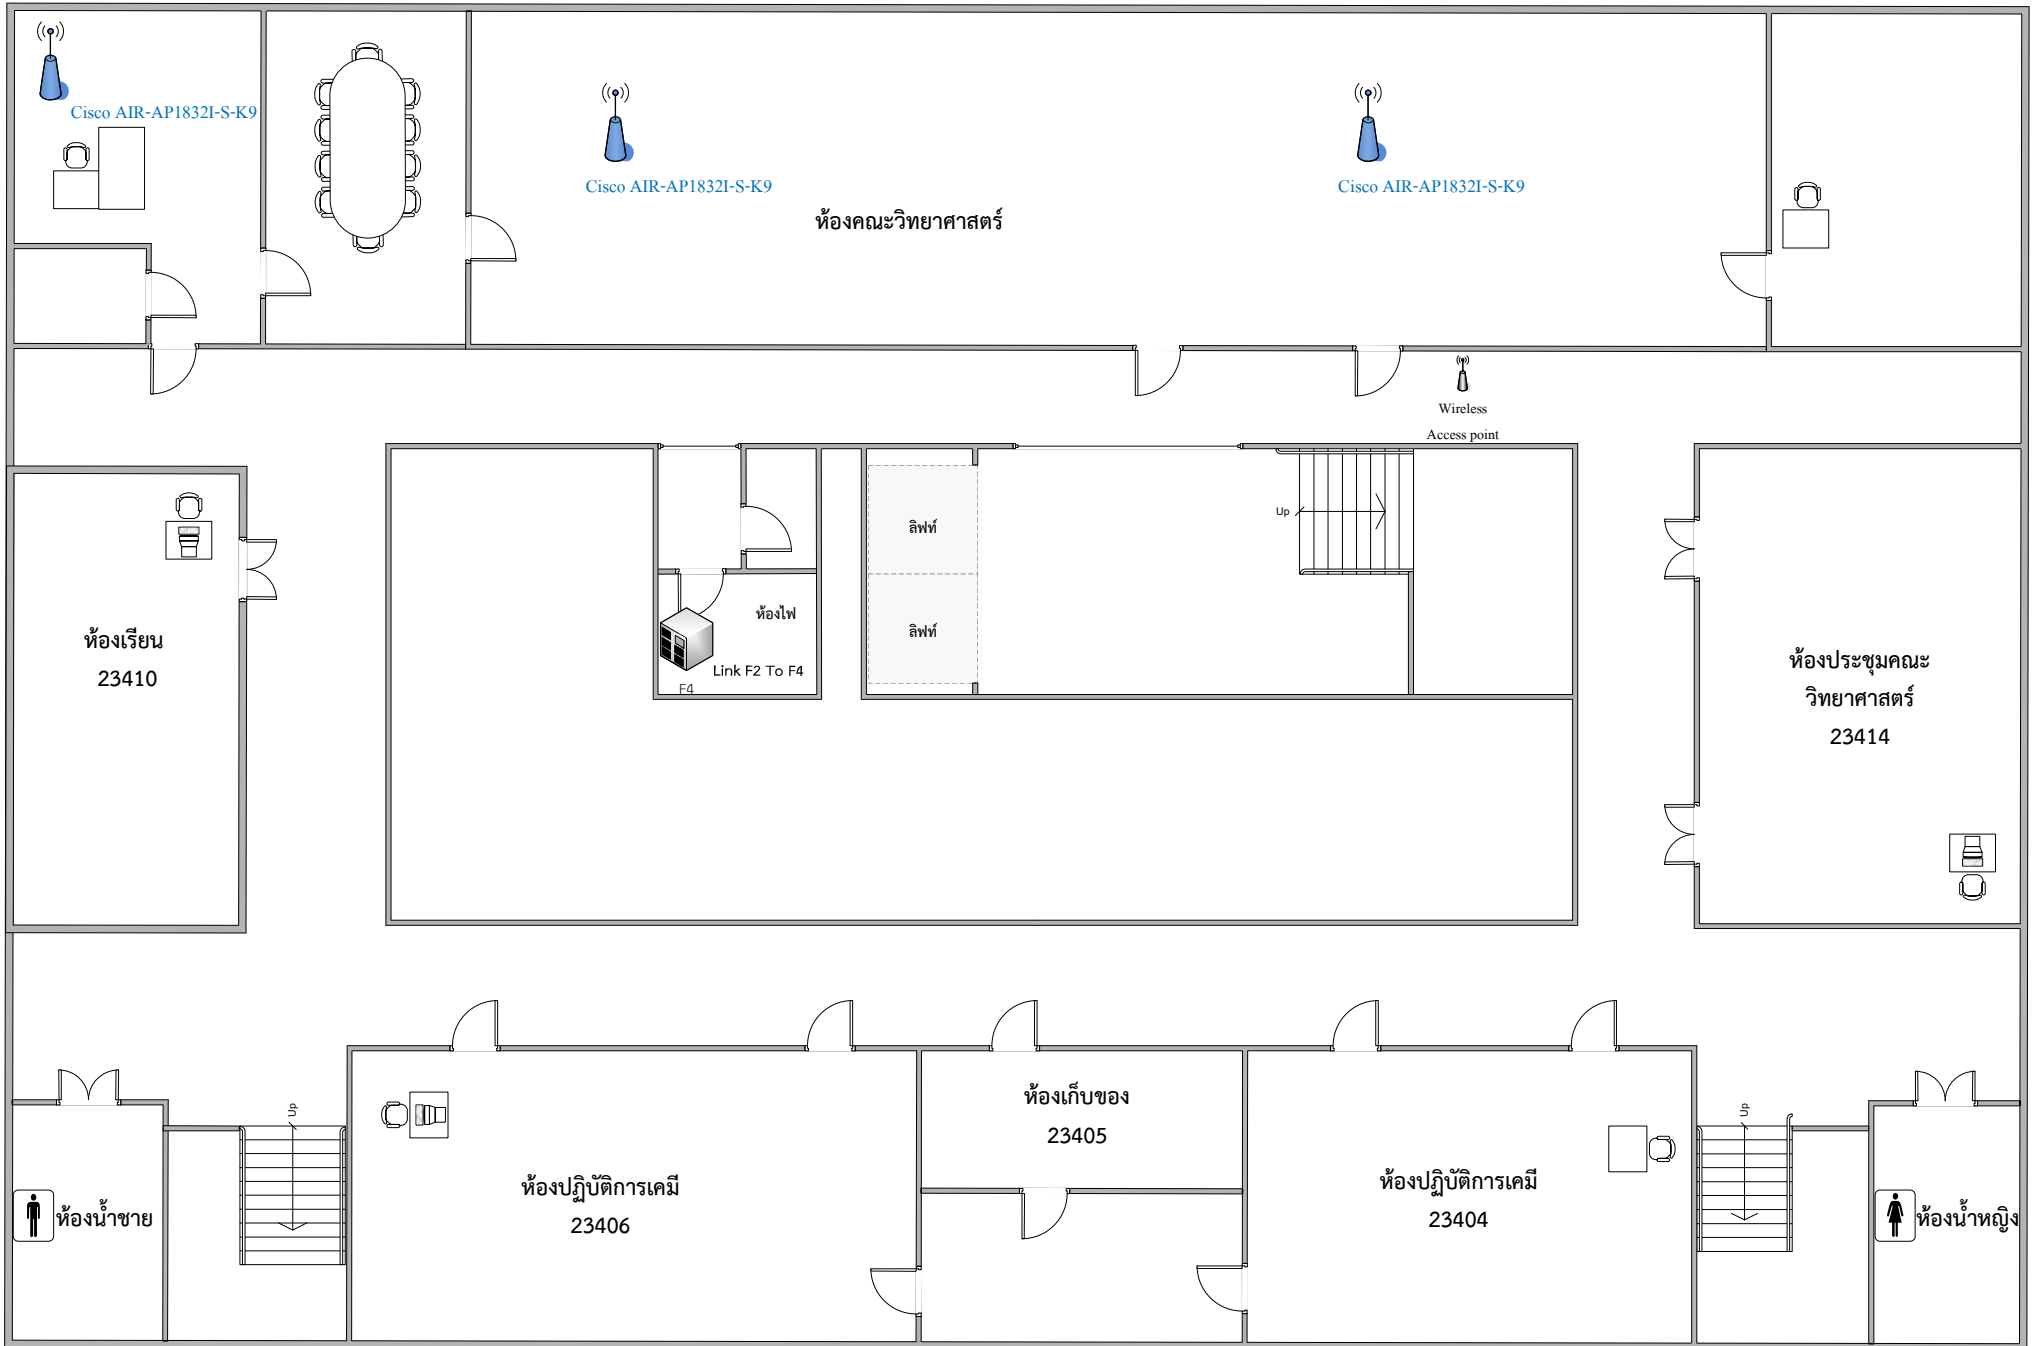 Cisco AIR-AP1832I-S-K9
Cisco AIR-AP1832I-S-K9
Cisco AIR-AP1832I-S-K9
ห้องคณะวิทยาศาสตร์
Wireless
Access point
ลิฟท์
Up
ห้องไฟ
ลิฟท์
ห้องเรียน
23410
Link F2 To F4
F4
ห้องประชุมคณะ
วิทยาศาสตร์
23414
Up
ห้องเก็บของ
23405
Up
ห้องปฏิบัติการเคมี
23406
ห้องปฏิบัติการเคมี
23404
ห้องน้ำชาย
ห้องน้ำหญิง